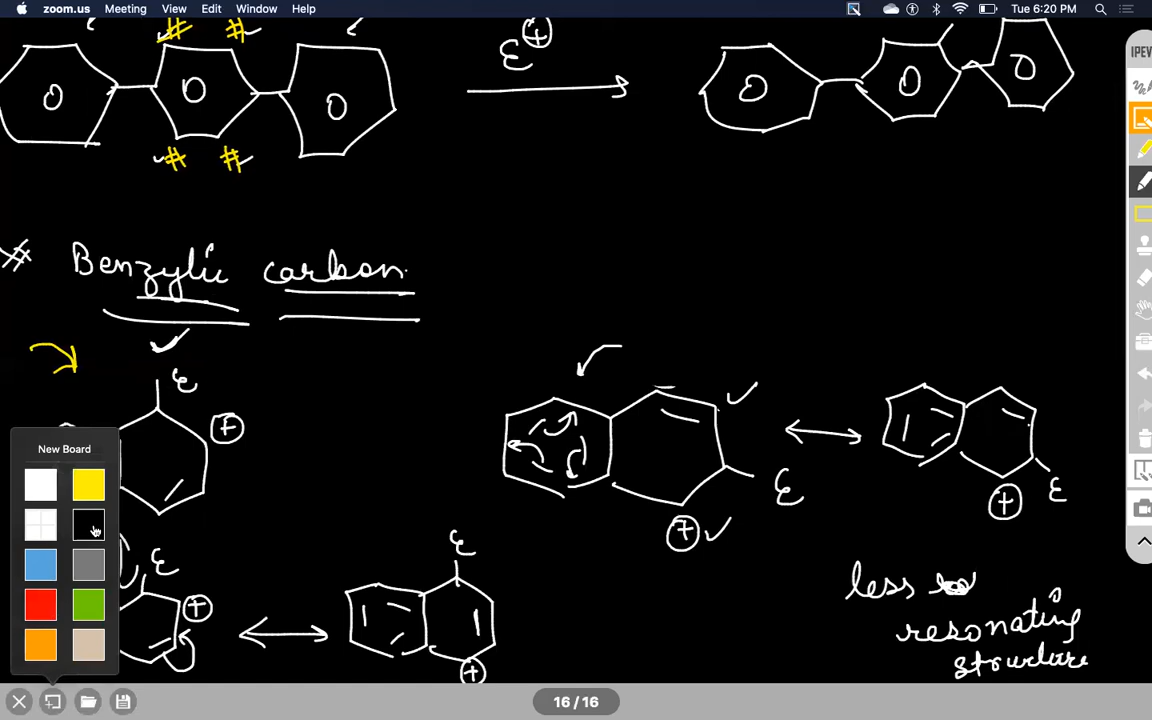 zoom.us Meeting View Edit Window Help Tue 6:20 PM
IPEV
E +
# #
O O O O O O
# #
Benzylic carbon
E
+
New Board
E
E
+
+
E
E
+
+
less
resonating
structure
16 / 16